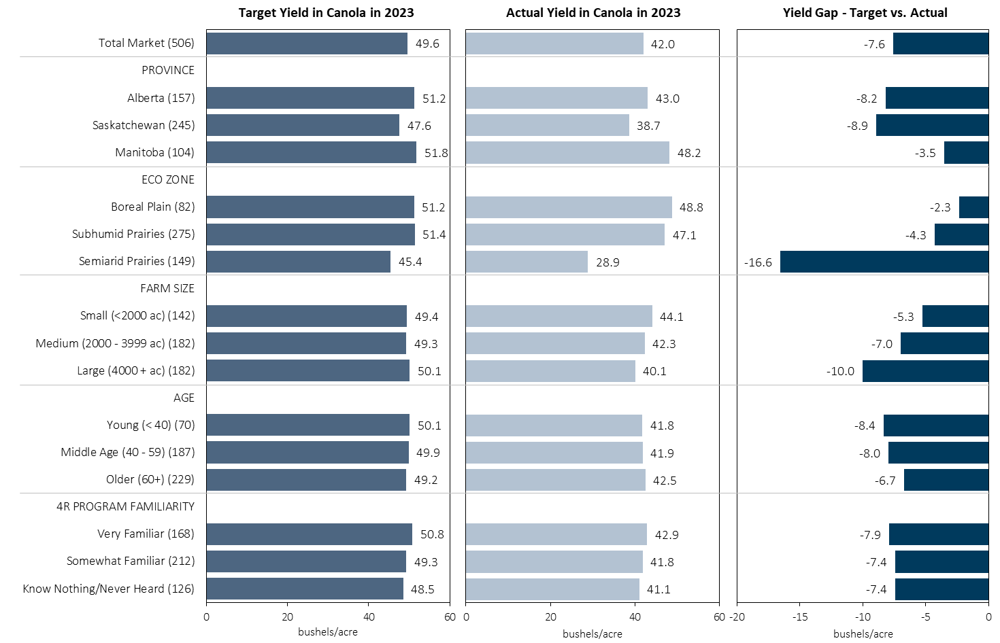 Target Yield in Canola in 2023 Actual Yield in Canola in 2023 Yield Gap - Target vs. Actual
Total Market (506) 49.6 42.0 -7.6
PROVINCE
Alberta (157) 51.2 43.0 -8.2
Saskatchewan (245) 47.6 38.7 -8.9
Manitoba (104) 51.8 48.2 -3.5
ECO ZONE
Boreal Plain (82) 51.2 48.8 -2.3
Subhumid Prairies (275) 51.4 47.1 -4.3
Semiarid Prairies (149) 45.4 28.9 -16.6
FARM SIZE
Small (<2000 ac) (142) 49.4 44.1 -5.3
Medium (2000 - 3999 ac) (182) 49.3 42.3 -7.0
Large (4000 + ac) (182) 50.1 40.1 -10.0
AGE
Young (< 40) (70) 50.1 41.8 -8.4
Middle Age (40 - 59) (187) 49.9 41.9 -8.0
Older (60+) (229) 49.2 42.5 -6.7
4R PROGRAM FAMILIARITY
Very Familiar (168) 50.8 42.9 -7.9
Somewhat Familiar (212) 49.3 41.8 -7.4
Know Nothing/Never Heard (126) 48.5 41.1 -7.4
0 20 40 60 0 20 40 60 -20 -15 -10 -5 0
bushels/acre bushels/acre bushels/acre